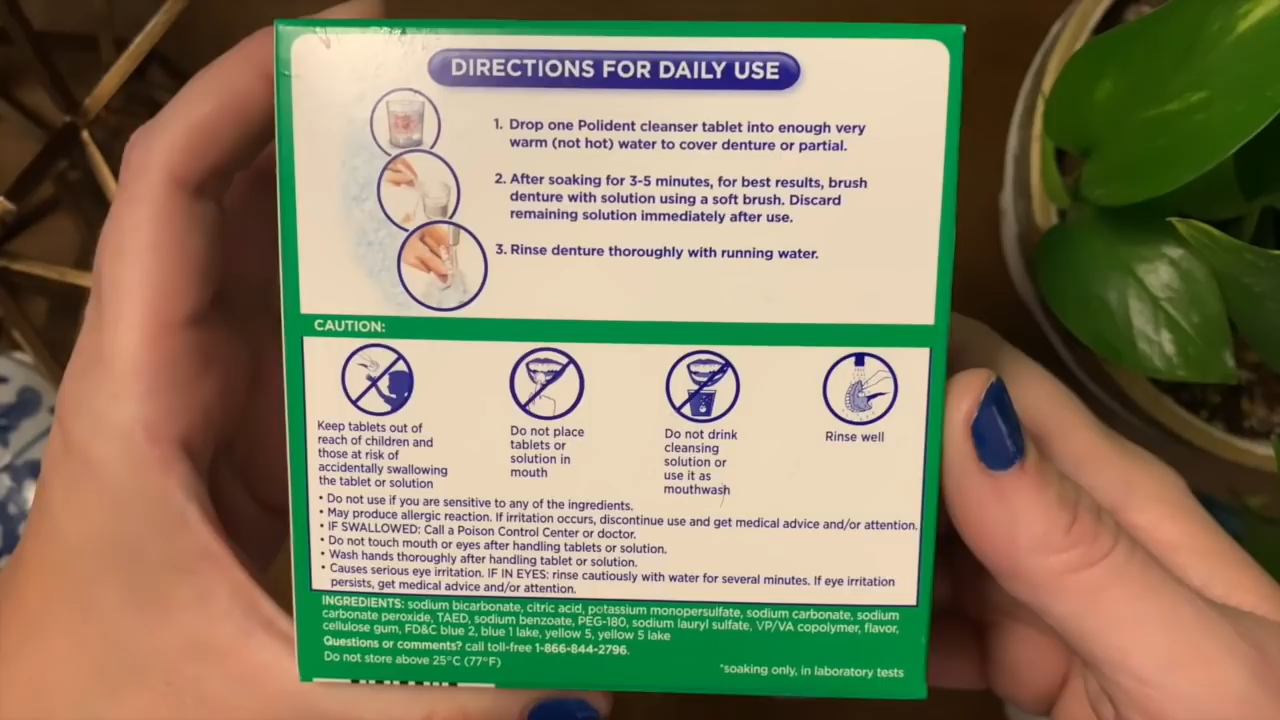 DIRECTIONS FOR DAILY USE
1. Drop one Polident cleanser tablet into enough very
warm (not hot) water to cover denture or partial.
2. After soaking for 3-5 minutes, for best results, brush
denture with solution using a soft brush. Discard
remaining solution immediately after use.
3. Rinse denture thoroughly with running water.
CAUTION:
Keep tablets out of
reach of children and
those at risk of
accidentally swallowing
the tablet or solution
Do not place
tablets or
solution in
mouth
Do not drink
cleansing
solution or
use it as
mouthwash
Rinse well
• Do not use if you are sensitive to any of the ingredients.
• May produce allergic reaction. If irritation occurs, discontinue use and get medical advice and/or attention.
• IF SWALLOWED: Call a Poison Control Center or doctor.
• Do not touch mouth or eyes after handling tablets or solution.
• Wash hands thoroughly after handling tablet or solution.
• Causes serious eye irritation. IF IN EYES: rinse cautiously with water for several minutes. If eye irritation
persists, get medical advice and/or attention.
INGREDIENTS: sodium bicarbonate, citric acid, potassium monopersulfate, sodium carbonate, sodium
carbonate peroxide, TAED, sodium benzoate, PEG-180, sodium lauryl sulfate, VP/VA copolymer, flavor,
cellulose gum, FD&C blue 2, blue 1 lake, yellow 5, yellow 5 lake
Questions or comments? call toll-free 1-866-844-2796.
Do not store above 25°C (77°F)
*soaking only, in laboratory tests